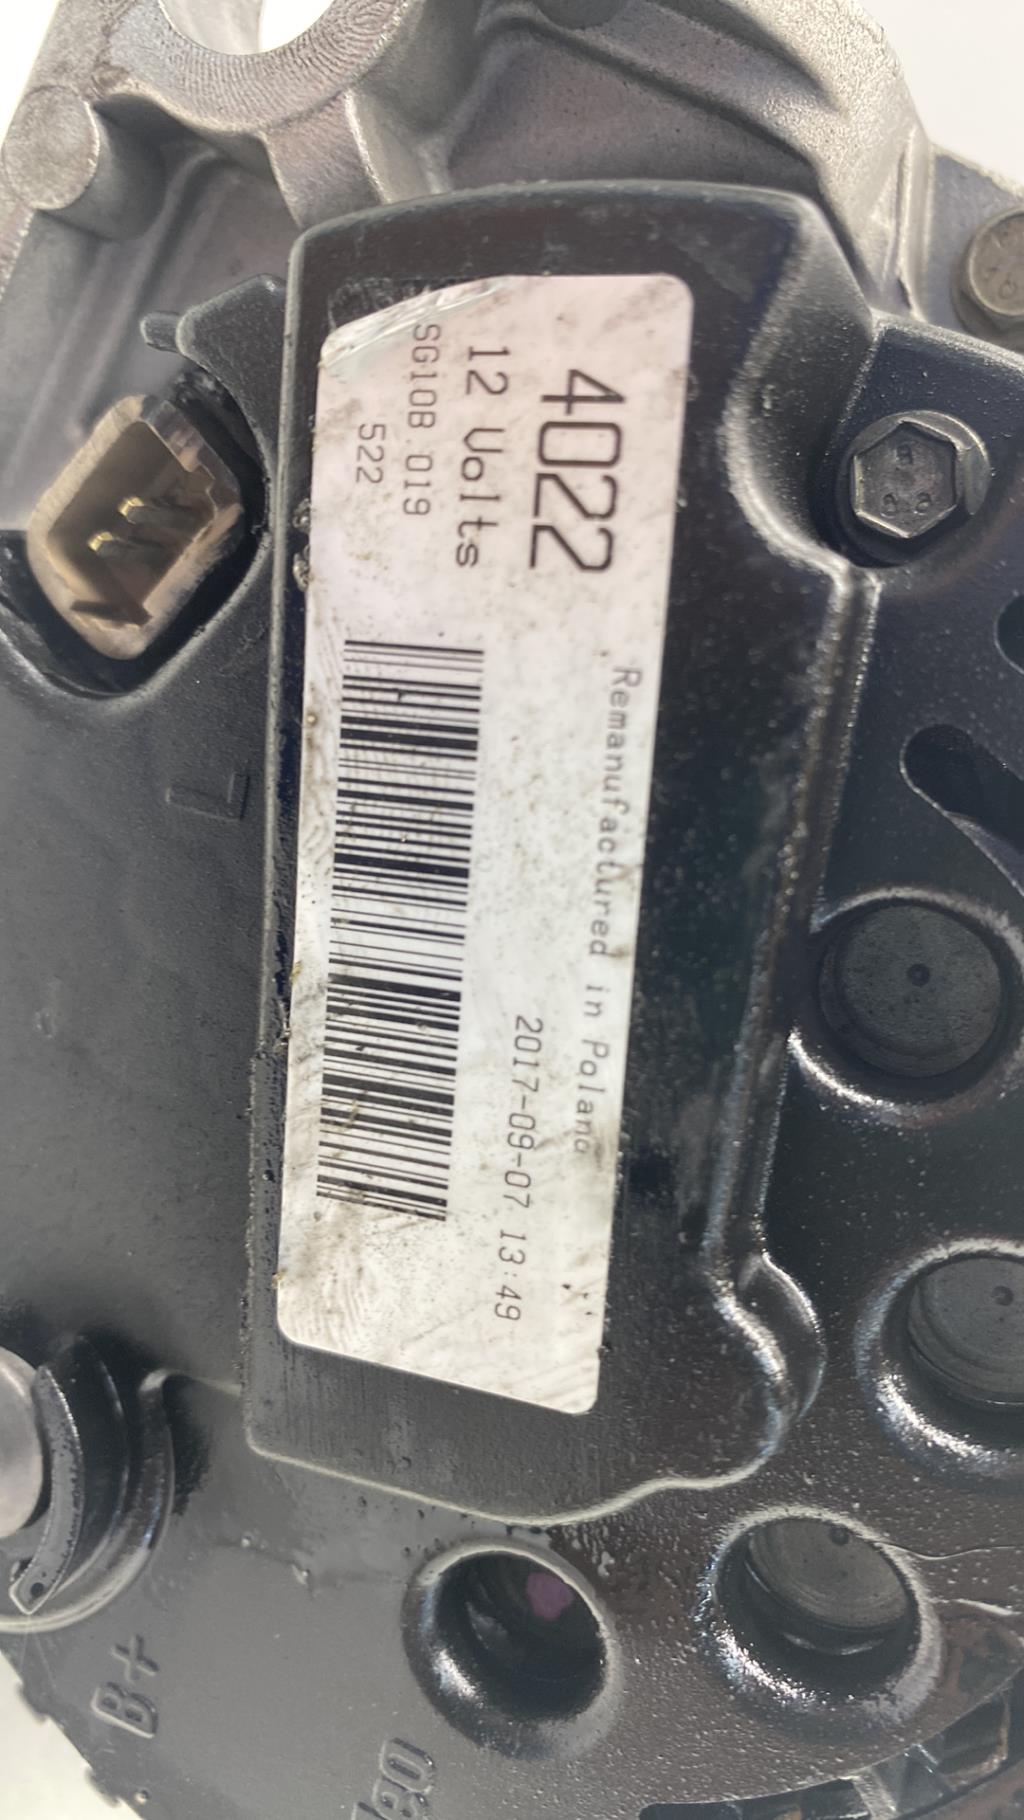 4022
12 Volts
SG10B.019
522
Remanufactured in Poland
2017-09-07 13:49
L
B+